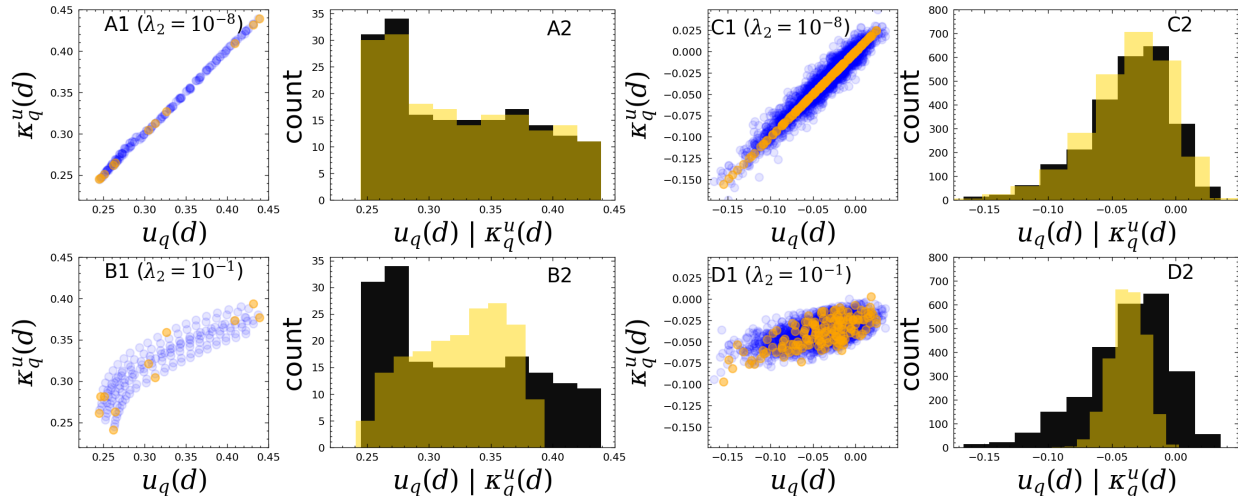 A1 (λ₂ = 10⁻⁸)
0.45
0.40
0.35
0.30
0.25
κ_q^u(d)
0.25 0.30 0.35 0.40 0.45
u_q(d)
A2
35
30
25
20
15
10
5
0
count
0.25 0.30 0.35 0.40 0.45
u_q(d) | κ_q^u(d)
C1 (λ₂ = 10⁻⁸)
0.025
0.000
−0.025
−0.050
−0.075
−0.100
−0.125
−0.150
κ_q^u(d)
−0.15 −0.10 −0.05 0.00
u_q(d)
C2
800
700
600
500
400
300
200
100
0
count
−0.15 −0.10 −0.05 0.00
u_q(d) | κ_q^u(d)
B1 (λ₂ = 10⁻¹)
0.45
0.40
0.35
0.30
0.25
κ_q^u(d)
0.25 0.30 0.35 0.40 0.45
u_q(d)
B2
35
30
25
20
15
10
5
0
count
0.25 0.30 0.35 0.40 0.45
u_q(d) | κ_q^u(d)
D1 (λ₂ = 10⁻¹)
0.025
0.000
−0.025
−0.050
−0.075
−0.100
−0.125
−0.150
κ_q^u(d)
−0.15 −0.10 −0.05 0.00
u_q(d)
D2
800
700
600
500
400
300
200
100
0
count
−0.15 −0.10 −0.05 0.00
u_q(d) | κ_q^u(d)